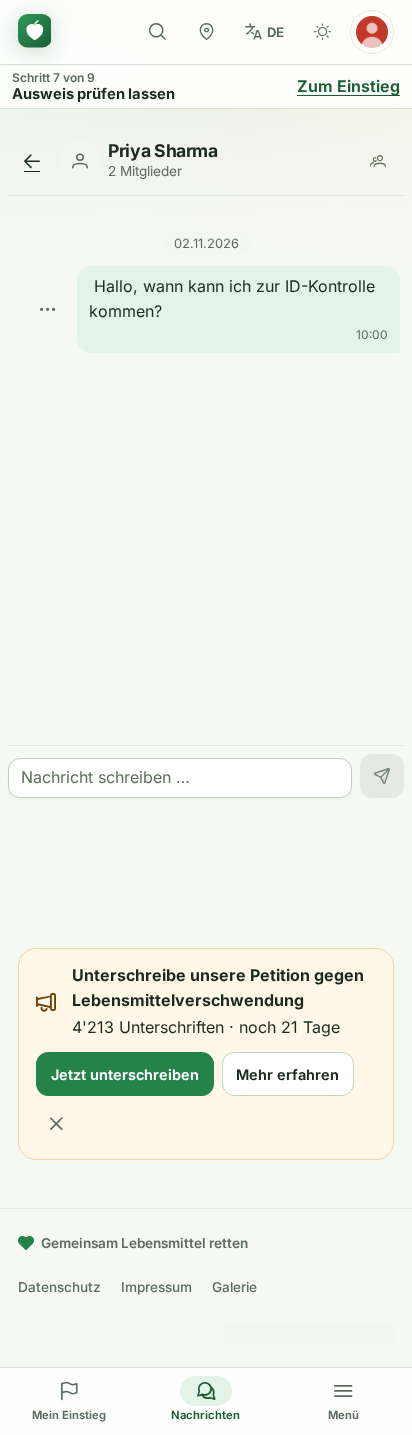 DE
Schritt 7 von 9
Ausweis prüfen lassen
Zum Einstieg
Priya Sharma
2 Mitglieder
02.11.2026
Hallo, wann kann ich zur ID-Kontrolle
kommen?
10:00
Nachricht schreiben ...
Unterschreibe unsere Petition gegen
Lebensmittelverschwendung
4'213 Unterschriften · noch 21 Tage
Jetzt unterschreiben
Mehr erfahren
Gemeinsam Lebensmittel retten
Datenschutz Impressum Galerie
Mein Einstieg
Nachrichten
Menü